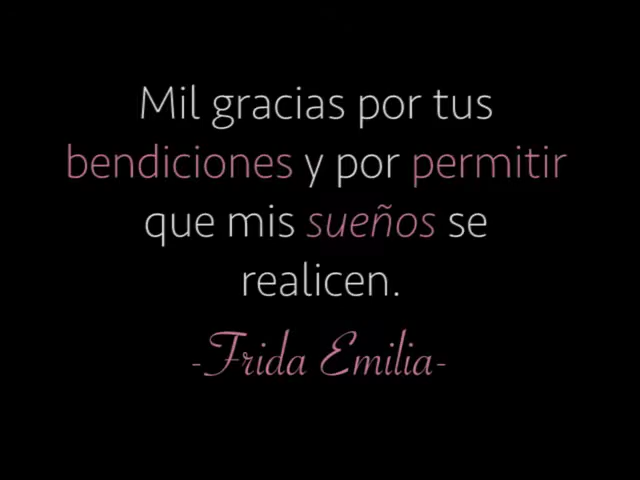 Mil gracias por tus
bendiciones y por permitir
que mis sueños se
realicen.
-Frida Emilia-